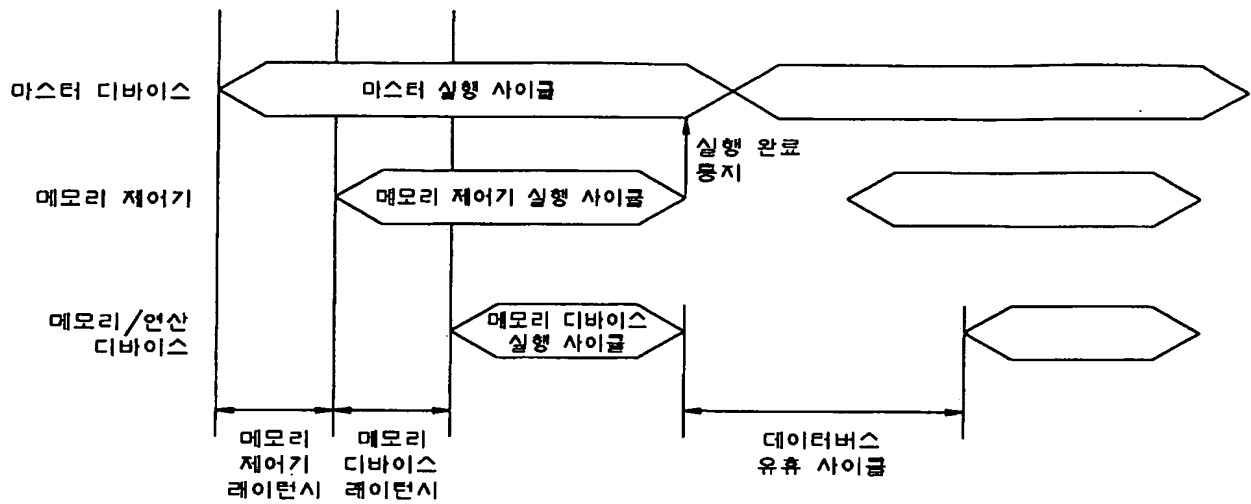 마스터 디바이스
마스터 실행 사이클
실행 완료
통지
메모리 제어기
메모리 제어기 실행 사이클
메모리/연산
디바이스
메모리 디바이스
실행 사이클
메모리
제어기
래이턴시
메모리
디바이스
래이턴시
데이터버스
유휴 사이클